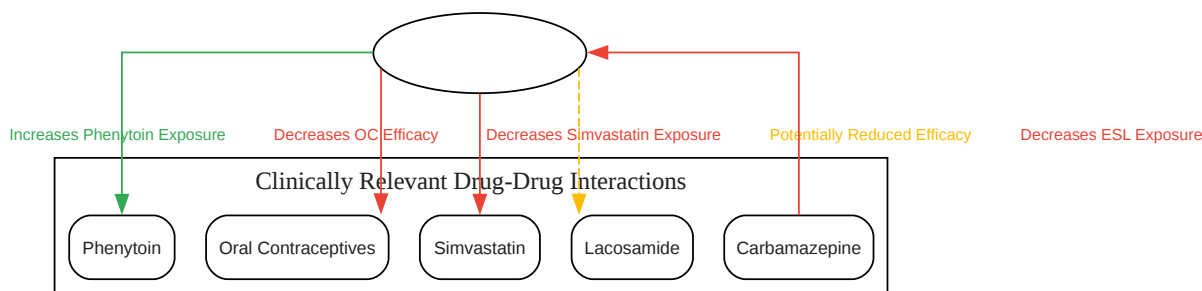 Increases Phenytoin Exposure
Decreases OC Efficacy
Decreases Simvastatin Exposure
Potentially Reduced Efficacy
Decreases ESL Exposure
Clinically Relevant Drug-Drug Interactions
Phenytoin
Oral Contraceptives
Simvastatin
Lacosamide
Carbamazepine